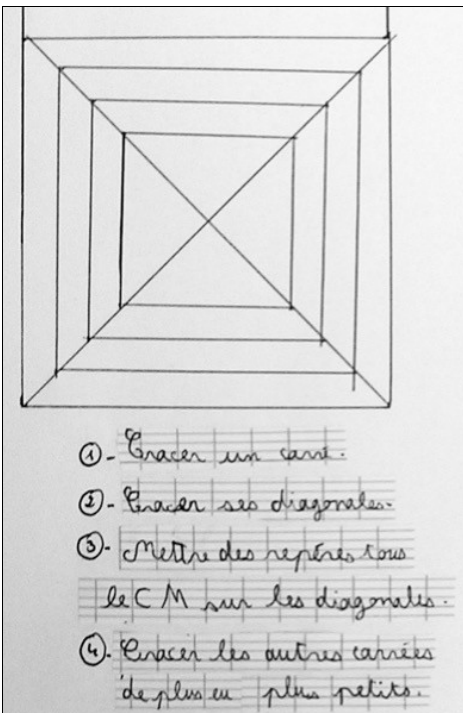 ① - Tracer un carré.
② - Tracer ses diagonales.
③ - Mettre des repères tous
le CM sur les diagonales.
④ - Tracer les autres carrées
de plus eu plus petits.